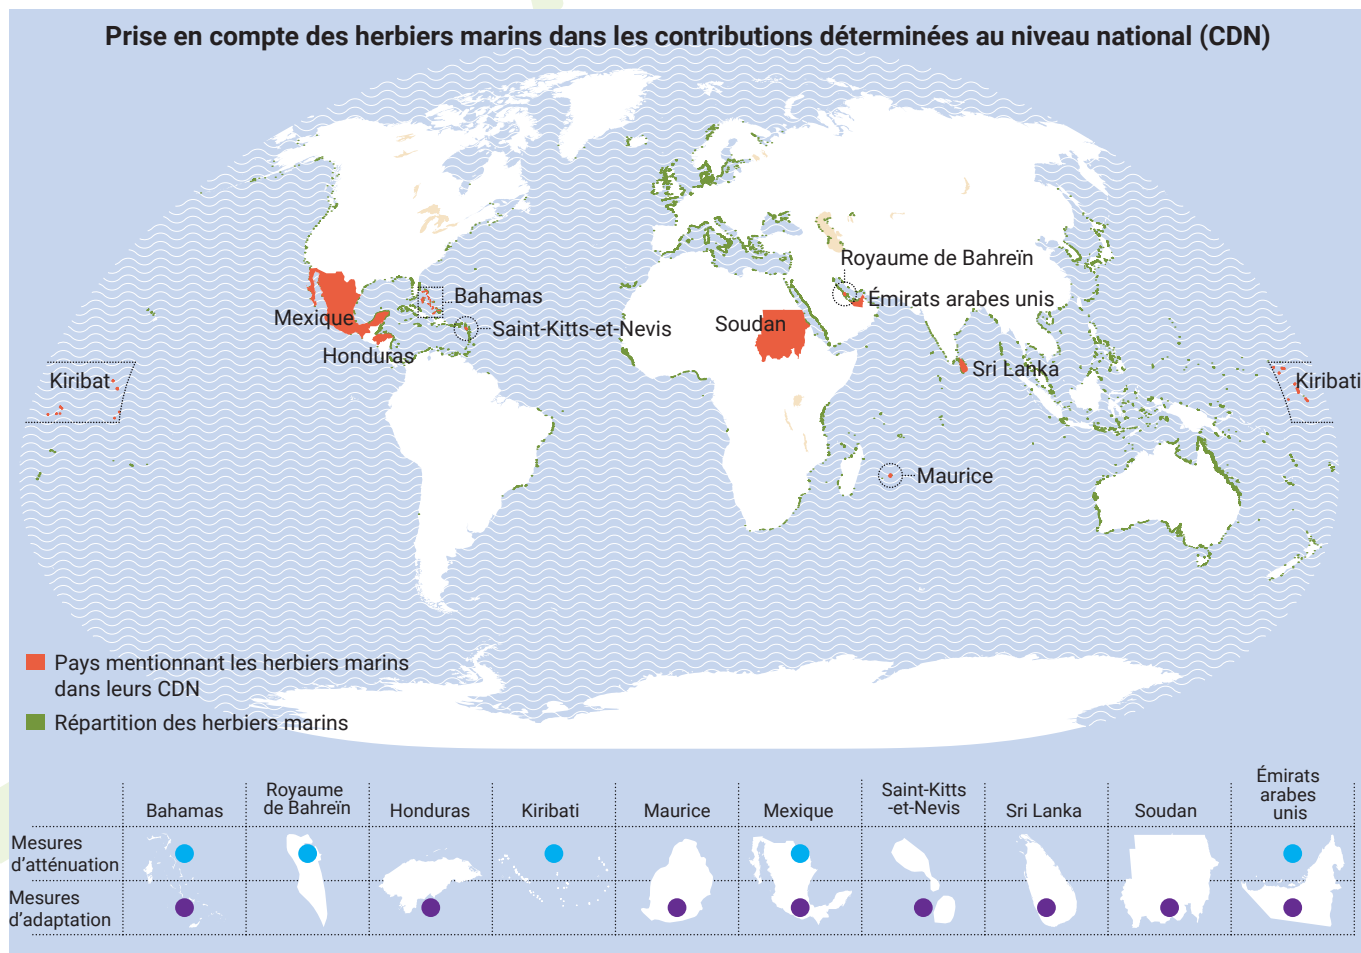 Prise en compte des herbiers marins dans les contributions déterminées au niveau national (CDN)
Royaume de Bahreïn
Émirats arabes unis
Bahamas
Mexique
Saint-Kitts-et-Nevis
Soudan
Honduras
Sri Lanka
Kiribat
Kiribati
Maurice
Pays mentionnant les herbiers marins
dans leurs CDN
Répartition des herbiers marins
Bahamas
Royaume
de Bahreïn
Honduras
Kiribati
Maurice
Mexique
Saint-Kitts
-et-Nevis
Sri Lanka
Soudan
Émirats
arabes
unis
Mesures
d’atténuation
Mesures
d’adaptation